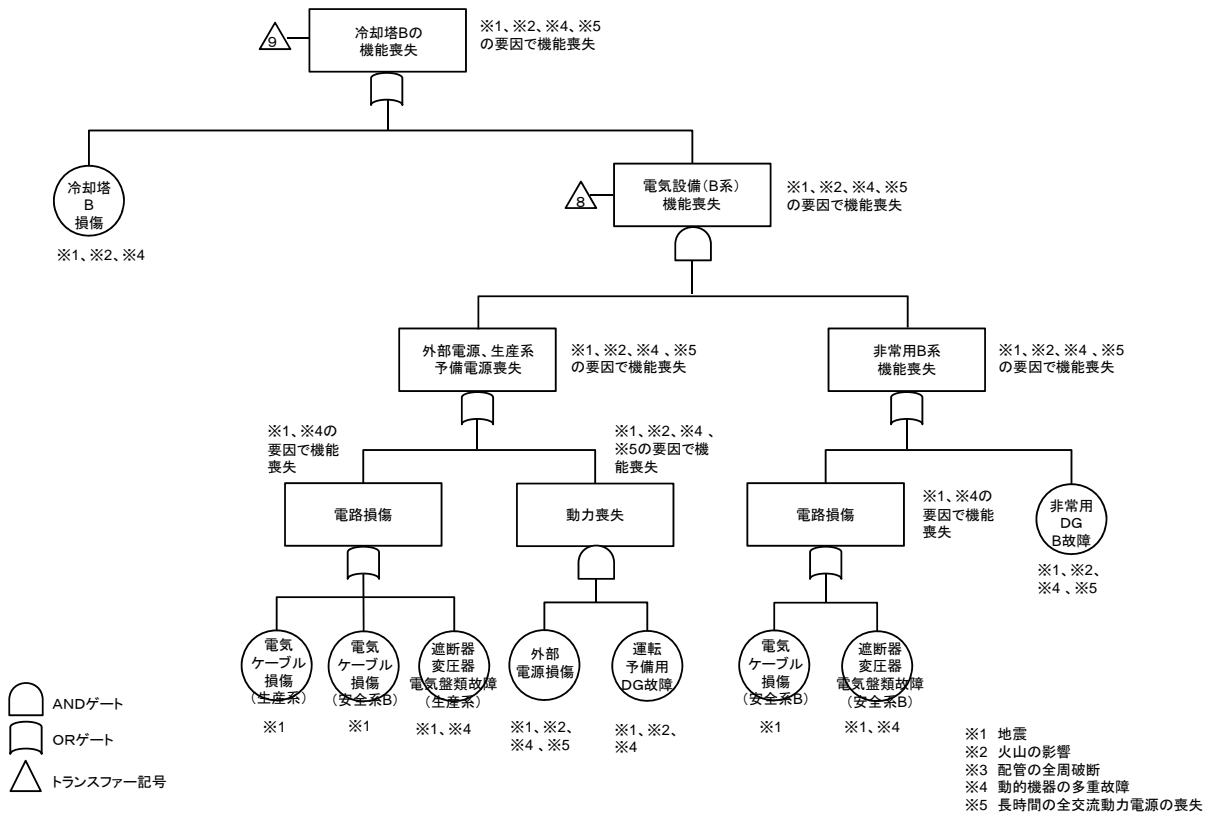 9
冷却塔Bの
機能喪失
※1、※2、※4、※5
の要因で機能喪失
冷却塔
B
損傷
※1、※2、※4
8
電気設備(B系)
機能喪失
※1、※2、※4、※5
の要因で機能喪失
外部電源、生産系
予備電源喪失
※1、※2、※4 、※5
の要因で機能喪失
非常用B系
機能喪失
※1、※2、※4 、※5
の要因で機能喪失
※1、※4の
要因で機能
喪失
電路損傷
※1、※2、※4 、
※5の要因で機
能喪失
動力喪失
電路損傷
※1、※4の
要因で機能
喪失
非常用
DG
B故障
※1、※2、
※4 、※5
電気
ケーブル
損傷
(生産系)
※1
電気
ケーブル
損傷
(安全系B)
※1
遮断器
変圧器
電気盤類故障
(生産系)
※1、※4
外部
電源損傷
※1、※2、
※4 、※5
運転
予備用
DG故障
※1、※2、
※4
電気
ケーブル
損傷
(安全系B)
※1
遮断器
変圧器
電気盤類故障
(安全系B)
※1、※4
ANDゲート
ORゲート
トランスファー記号
※1 地震
※2 火山の影響
※3 配管の全周破断
※4 動的機器の多重故障
※5 長時間の全交流動力電源の喪失